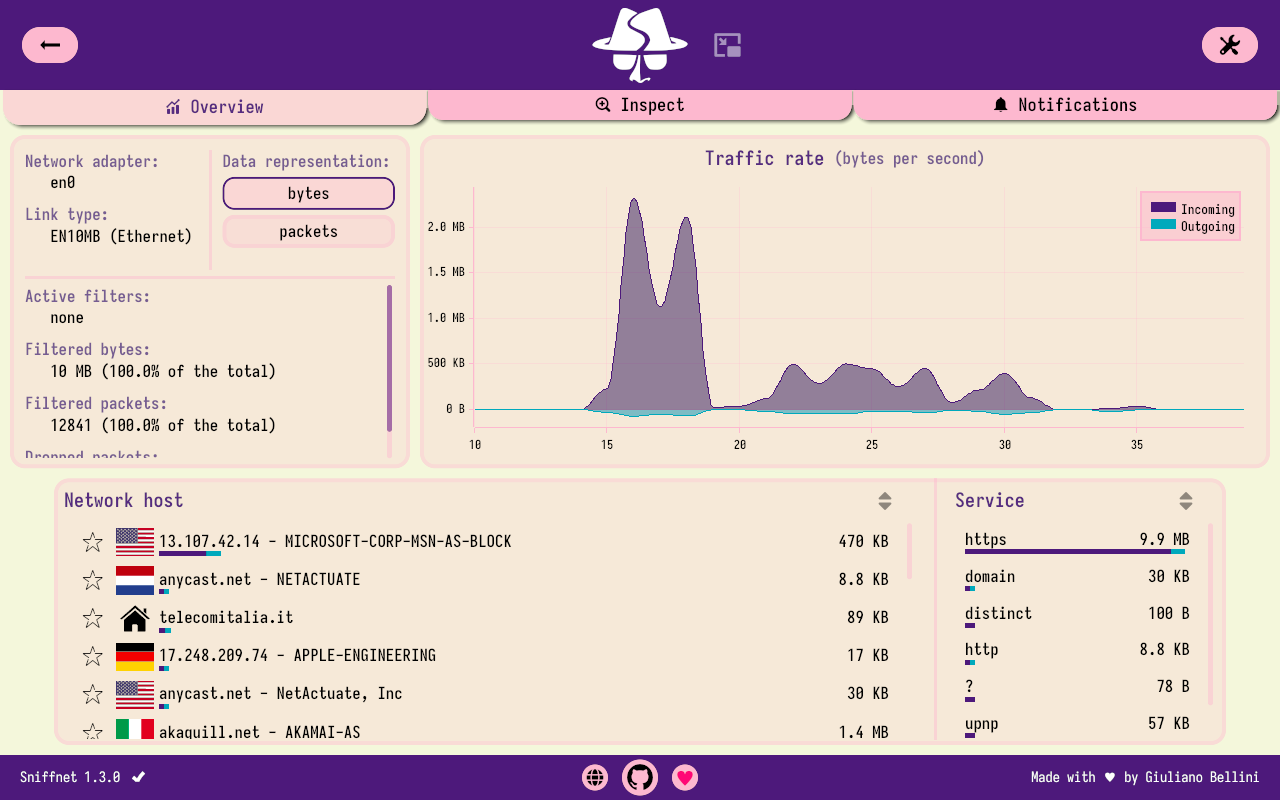 Overview
Inspect
Notifications
Network adapter:
en0
Link type:
EN10MB (Ethernet)
Data representation:
bytes
packets
Active filters:
none
Filtered bytes:
10 MB (100.0% of the total)
Filtered packets:
12841 (100.0% of the total)
Dropped packets:
Traffic rate (bytes per second)
Incoming
Outgoing
2.0 MB
1.5 MB
1.0 MB
500 KB
0 B
10 15 20 25 30 35
Network host
13.107.42.14 - MICROSOFT-CORP-MSN-AS-BLOCK 470 KB
anycast.net - NETACTUATE 8.8 KB
telecomitalia.it 89 KB
17.248.209.74 - APPLE-ENGINEERING 17 KB
anycast.net - NetActuate, Inc 30 KB
akaquill.net - AKAMAI-AS 1.4 MB
Service
https 9.9 MB
domain 30 KB
distinct 100 B
http 8.8 KB
? 78 B
upnp 57 KB
Sniffnet 1.3.0
Made with ♥ by Giuliano Bellini